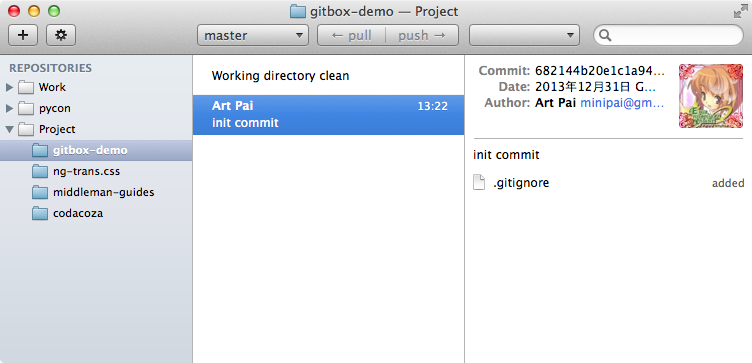 gitbox-demo — Project
master
← pull
push →
REPOSITORIES
Work
pycon
Project
gitbox-demo
ng-trans.css
middleman-guides
codacoza
Working directory clean
Art Pai 13:22
init commit
Commit: 682144b20e1c1a94...
Date: 2013年12月31日 G...
Author: Art Pai minipai@gm...
init commit
.gitignore added